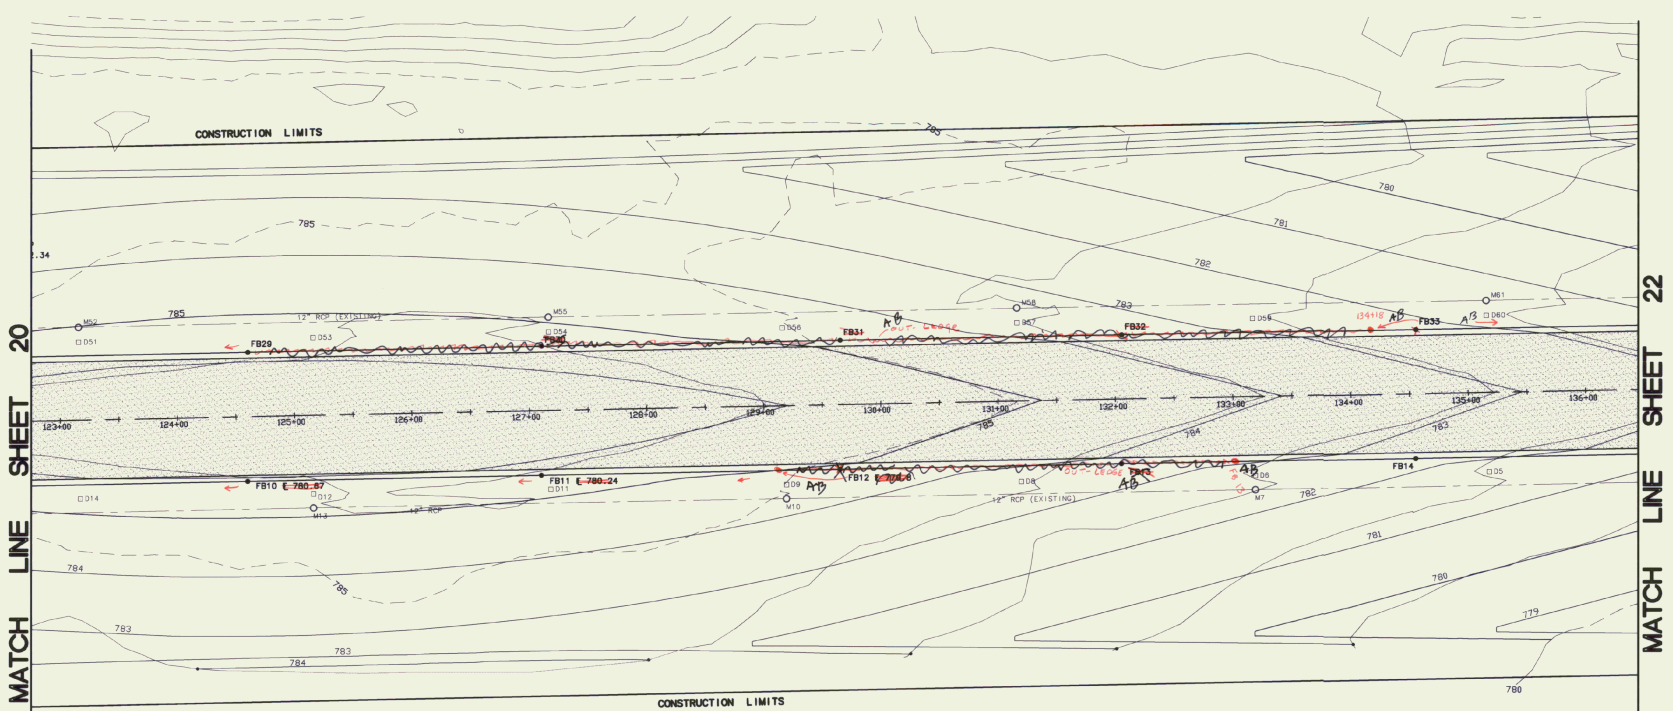 785
CONSTRUCTION LIMITS
780
785
781
2.34
782
MATCH LINE SHEET 20
MATCH LINE SHEET 22
M61
M58
783
785
M52
12" RCP (EXISTING)
M55
D60
134+18
AB
AB
FB33
D59
D57
D56
AB
OUT- LEDGE
FB32
FB31
D54
D53
D51
FB29
123+00
124+00
125+00
126+00
127+00
128+00
129+00
130+00
131+00
132+00
133+00
134+00
135+00
136+00
785
784
783
FB14
FB10 E 780.87
FB11 E 780.24
FB12
OUT-LEDGE
FB13
AB
D6
D5
D14
D12
D11
D9
AB
D8
AB
M13
12" RCP
M10
12" RCP (EXISTING)
M7
782
781
784
785
780
783
779
783
784
780
CONSTRUCTION LIMITS